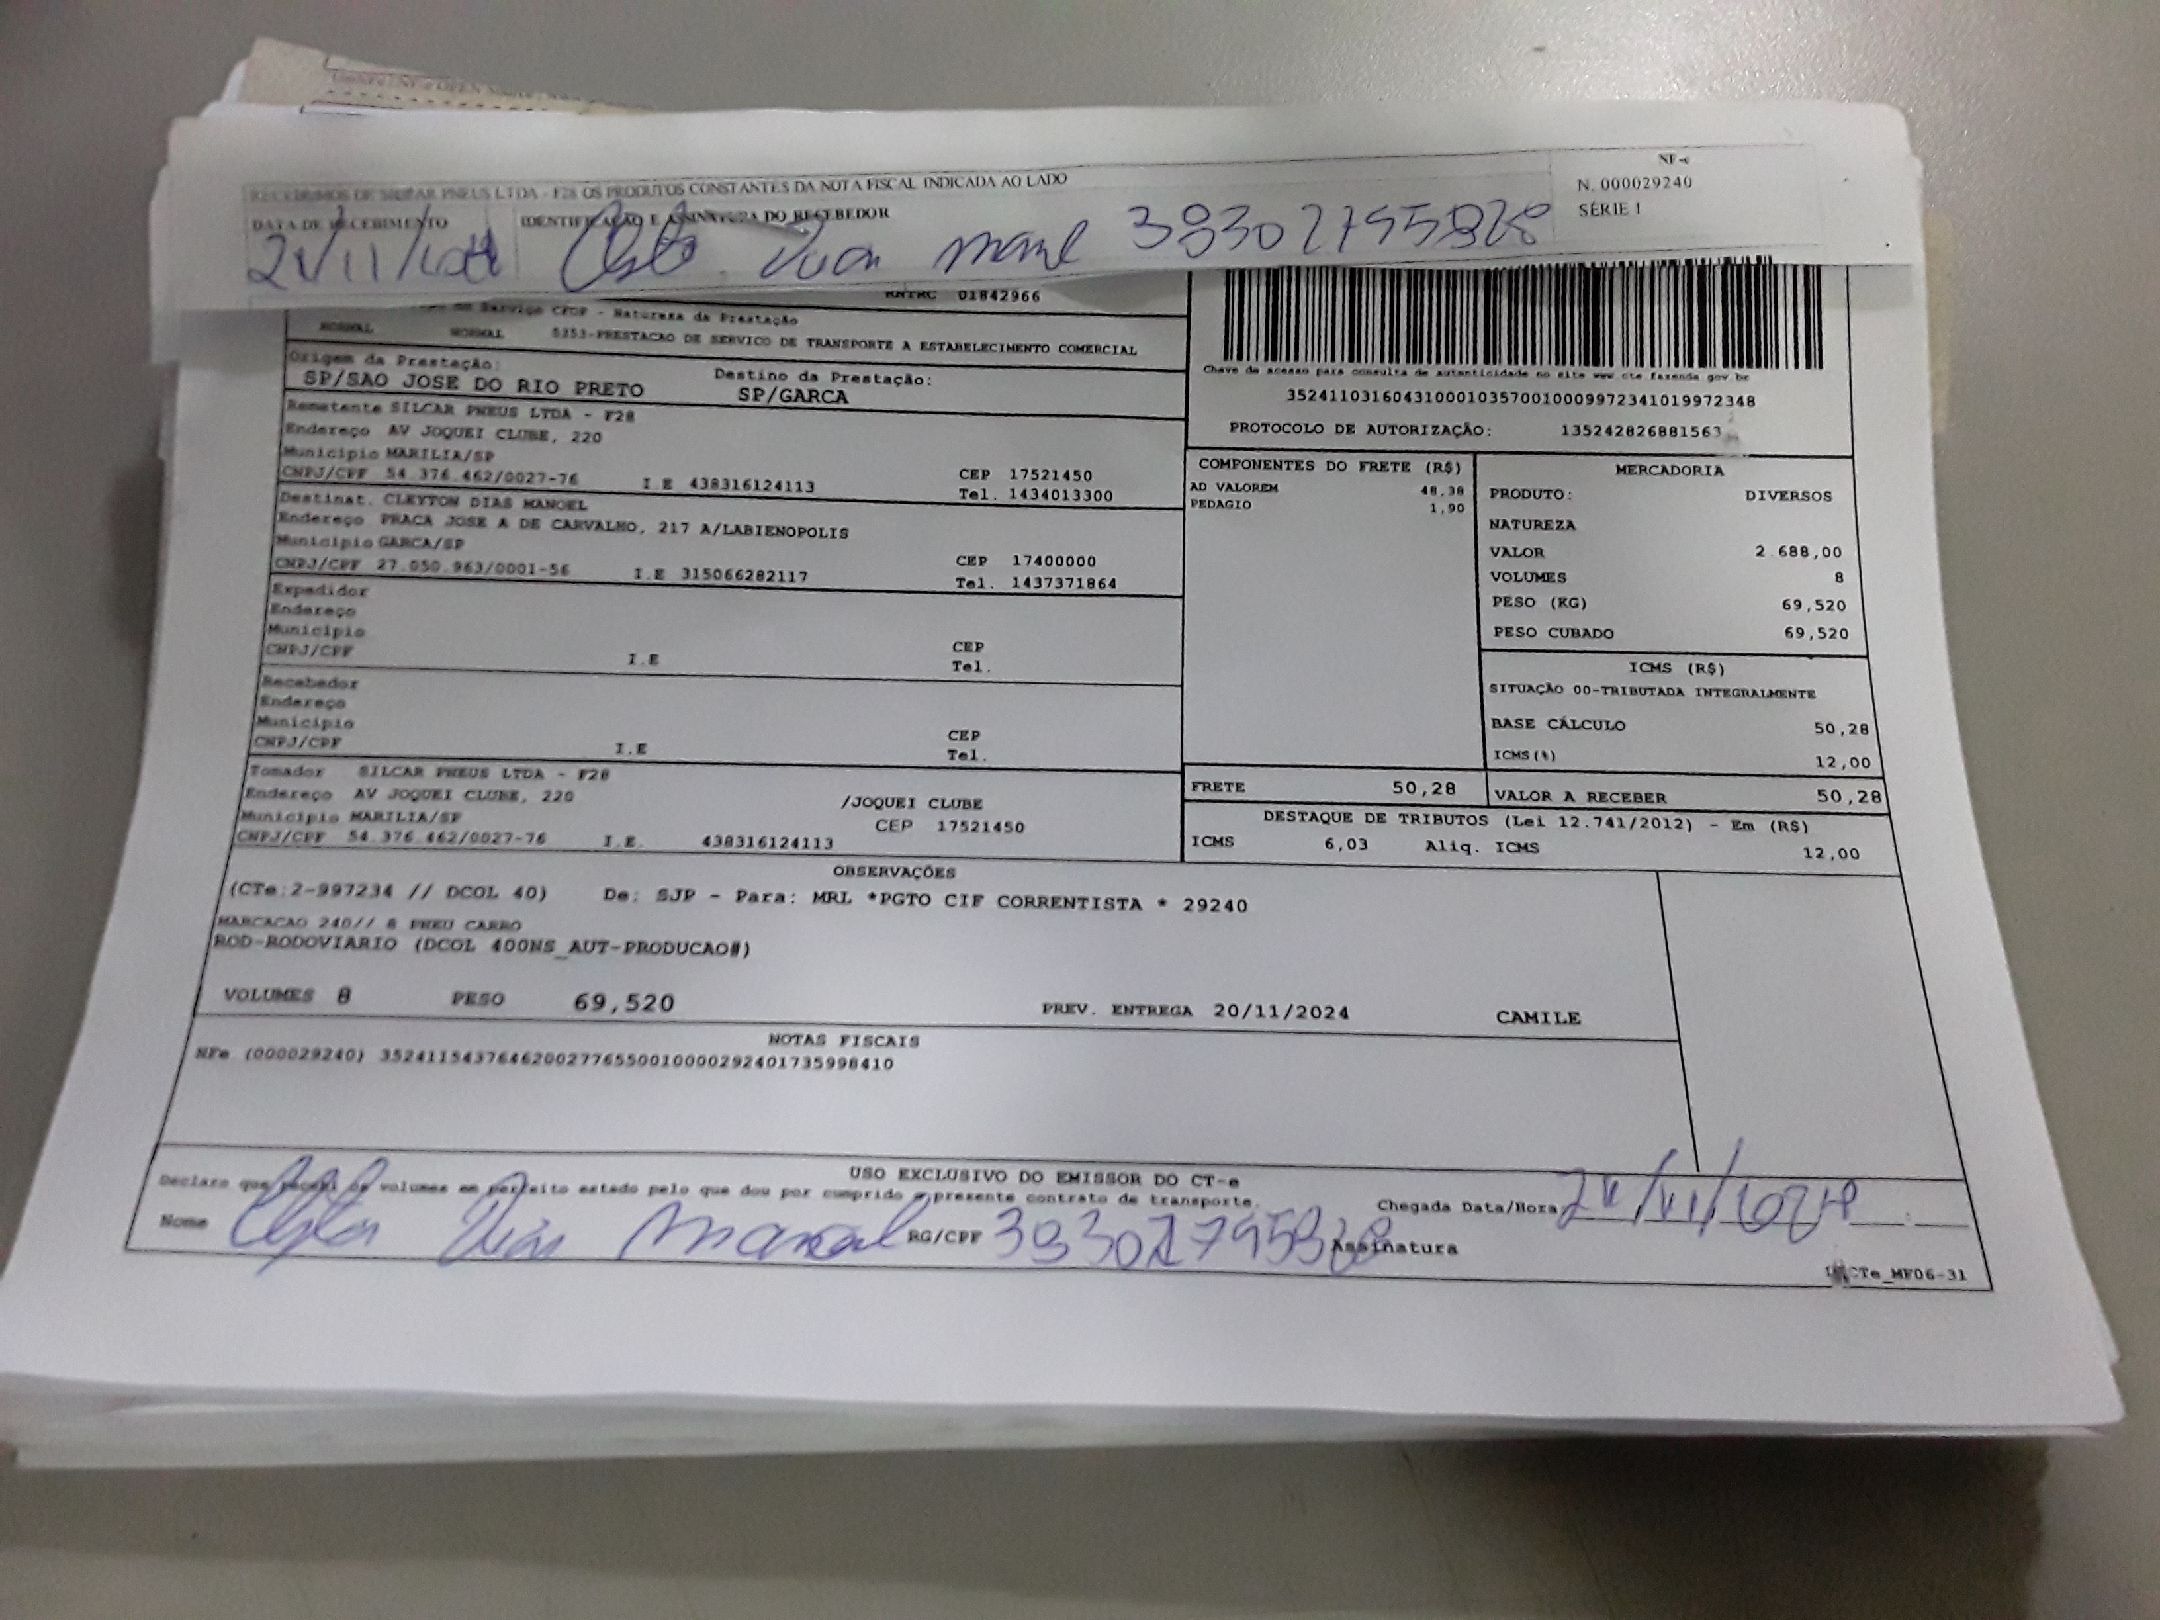 RECEBEMOS DE SILCAR PNEUS LTDA - F28 OS PRODUTOS CONSTANTES DA NOTA FISCAL INDICADA AO LADO
NF-e
N. 000029240
SÉRIE 1
DATA DE RECEBIMENTO IDENTIFICAÇÃO E ASSINATURA DO RECEBEDOR
RNTRC 01842966
Serviço CFOP - Natureza da Prestação
NORMAL NORMAL 5353-PRESTACAO DE SERVICO DE TRANSPORTE A ESTABELECIMENTO COMERCIAL
Origem da Prestação: Destino da Prestação:
SP/SAO JOSE DO RIO PRETO SP/GARCA
Chave de acesso para consulta de autenticidade no site www.cte.fazenda.gov.br
35241103160431000103570010009972341019972348
PROTOCOLO DE AUTORIZAÇÃO: 135242826881563
Remetente SILCAR PNEUS LTDA - F28
Endereço AV JOQUEI CLUBE, 220
Município MARILIA/SP
CNPJ/CPF 54.376.462/0027-76 I.E 438316124113 CEP 17521450
Tel. 1434013300
Destinat. CLEYTON DIAS MANOEL
Endereço PRACA JOSE A DE CARVALHO, 217 A/LABIENOPOLIS
Município GARCA/SP
CNPJ/CPF 27.050.963/0001-56 I.E 315066282117 CEP 17400000
Tel. 1437371864
Expedidor
Endereço
Município
CNPJ/CPF I.E CEP
Tel.
Recebedor
Endereço
Município
CNPJ/CPF I.E CEP
Tel.
Tomador SILCAR PNEUS LTDA - F28
Endereço AV JOQUEI CLUBE, 220 /JOQUEI CLUBE
Município MARILIA/SP CEP 17521450
CNPJ/CPF 54.376.462/0027-76 I.E. 438316124113
COMPONENTES DO FRETE (R$)
AD VALOREM 48,38
PEDAGIO 1,90
MERCADORIA
PRODUTO: DIVERSOS
NATUREZA
VALOR 2.688,00
VOLUMES 8
PESO (KG) 69,520
PESO CUBADO 69,520
ICMS (R$)
SITUAÇÃO 00-TRIBUTADA INTEGRALMENTE
BASE CÁLCULO 50,28
ICMS(%) 12,00
FRETE 50,28 VALOR A RECEBER 50,28
DESTAQUE DE TRIBUTOS (Lei 12.741/2012) - Em (R$)
ICMS 6,03 Aliq. ICMS 12,00
OBSERVAÇÕES
(CTe:2-997234 // DCOL 40) De: SJP - Para: MRL *PGTO CIF CORRENTISTA * 29240
MARCACAO 240// 8 PNEU CARRO
ROD-RODOVIARIO (DCOL 400NS_AUT-PRODUCAO#)
VOLUMES 8 PESO 69,520 PREV. ENTREGA 20/11/2024 CAMILE
NOTAS FISCAIS
NFe (000029240) 35241154376462002776550010000292401735998410
USO EXCLUSIVO DO EMISSOR DO CT-e
Declaro que recebi os volumes em perfeito estado pelo que dou por cumprido o presente contrato de transporte.
Chegada Data/Hora
Nome Dias Manoel RG/CPF Assinatura
CTe_MF06-31